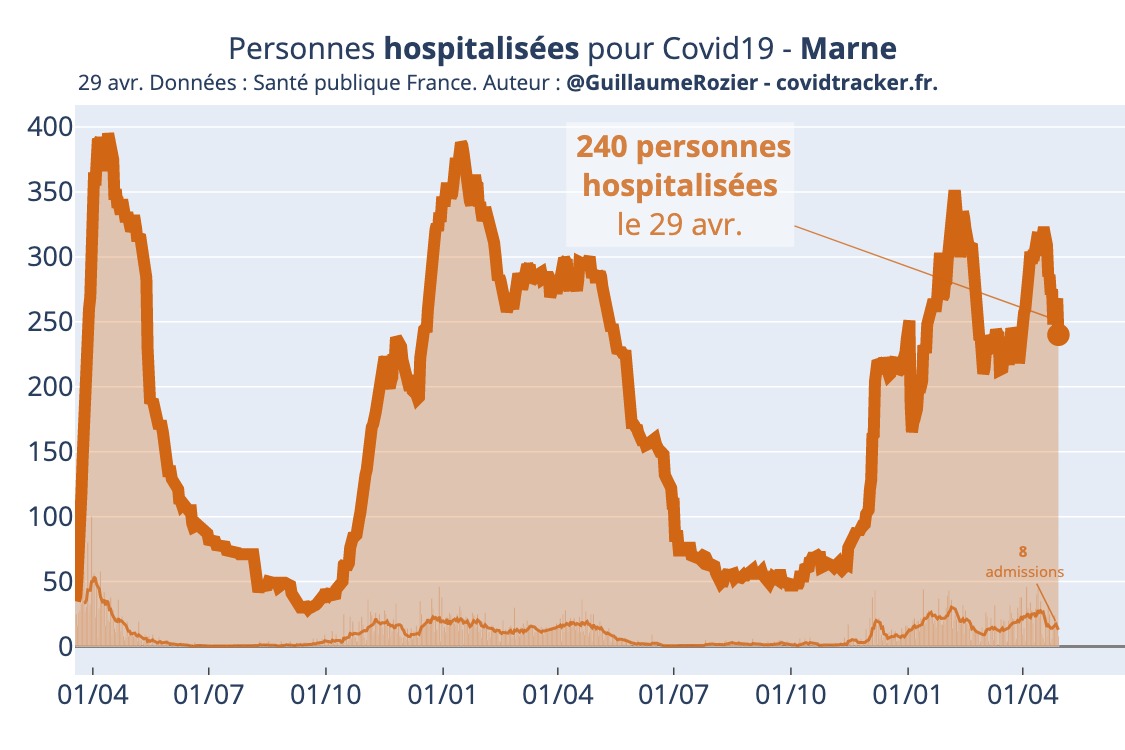 Personnes hospitalisées pour Covid19 - Marne
29 avr. Données : Santé publique France. Auteur : @GuillaumeRozier - covidtracker.fr.
400
350
300
250
200
150
100
50
0
240 personnes
hospitalisées
le 29 avr.
8
admissions
01/04 01/07 01/10 01/01 01/04 01/07 01/10 01/01 01/04